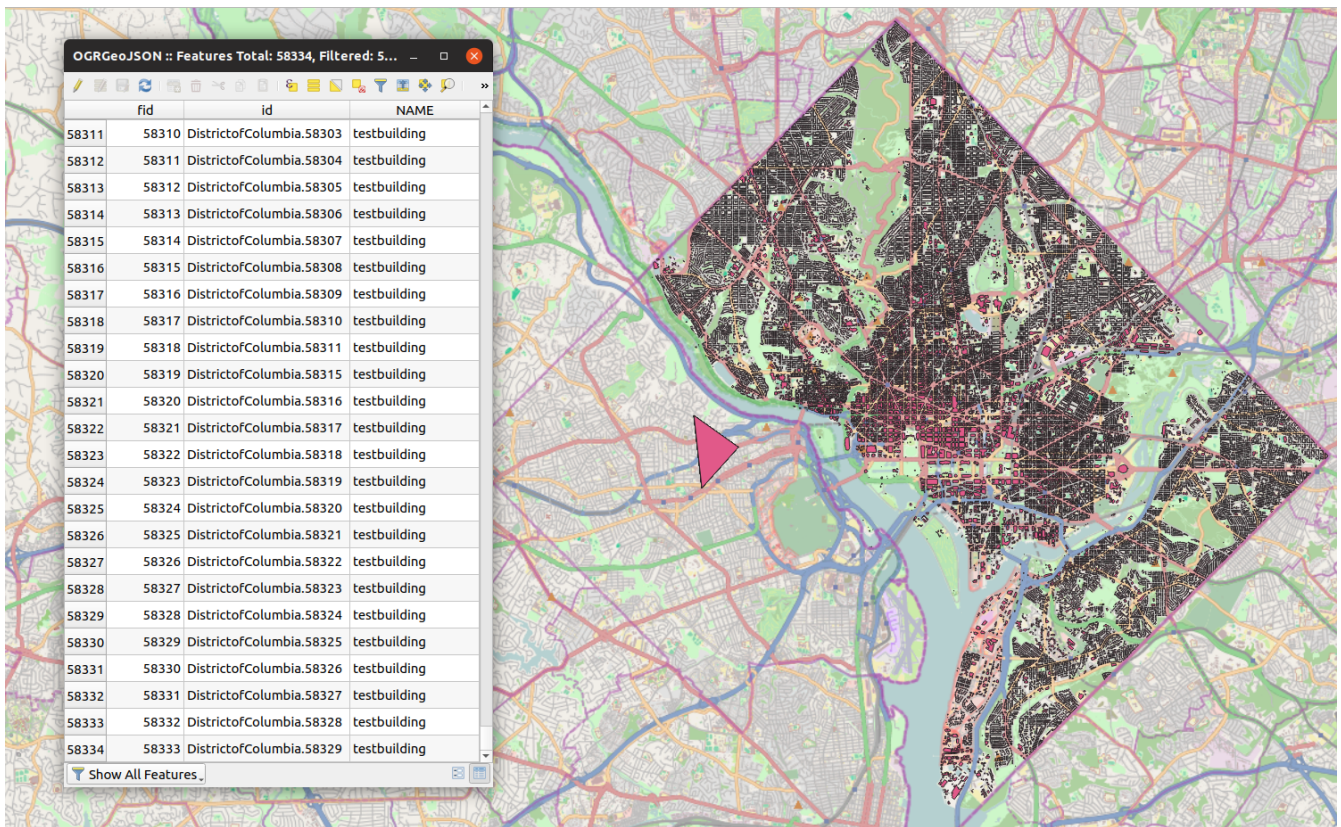 OGRGeoJSON :: Features Total: 58334, Filtered: 5...
fid id NAME
58311 58310 DistrictofColumbia.58303 testbuilding
58312 58311 DistrictofColumbia.58304 testbuilding
58313 58312 DistrictofColumbia.58305 testbuilding
58314 58313 DistrictofColumbia.58306 testbuilding
58315 58314 DistrictofColumbia.58307 testbuilding
58316 58315 DistrictofColumbia.58308 testbuilding
58317 58316 DistrictofColumbia.58309 testbuilding
58318 58317 DistrictofColumbia.58310 testbuilding
58319 58318 DistrictofColumbia.58311 testbuilding
58320 58319 DistrictofColumbia.58315 testbuilding
58321 58320 DistrictofColumbia.58316 testbuilding
58322 58321 DistrictofColumbia.58317 testbuilding
58323 58322 DistrictofColumbia.58318 testbuilding
58324 58323 DistrictofColumbia.58319 testbuilding
58325 58324 DistrictofColumbia.58320 testbuilding
58326 58325 DistrictofColumbia.58321 testbuilding
58327 58326 DistrictofColumbia.58322 testbuilding
58328 58327 DistrictofColumbia.58323 testbuilding
58329 58328 DistrictofColumbia.58324 testbuilding
58330 58329 DistrictofColumbia.58325 testbuilding
58331 58330 DistrictofColumbia.58326 testbuilding
58332 58331 DistrictofColumbia.58327 testbuilding
58333 58332 DistrictofColumbia.58328 testbuilding
58334 58333 DistrictofColumbia.58329 testbuilding
Show All Features